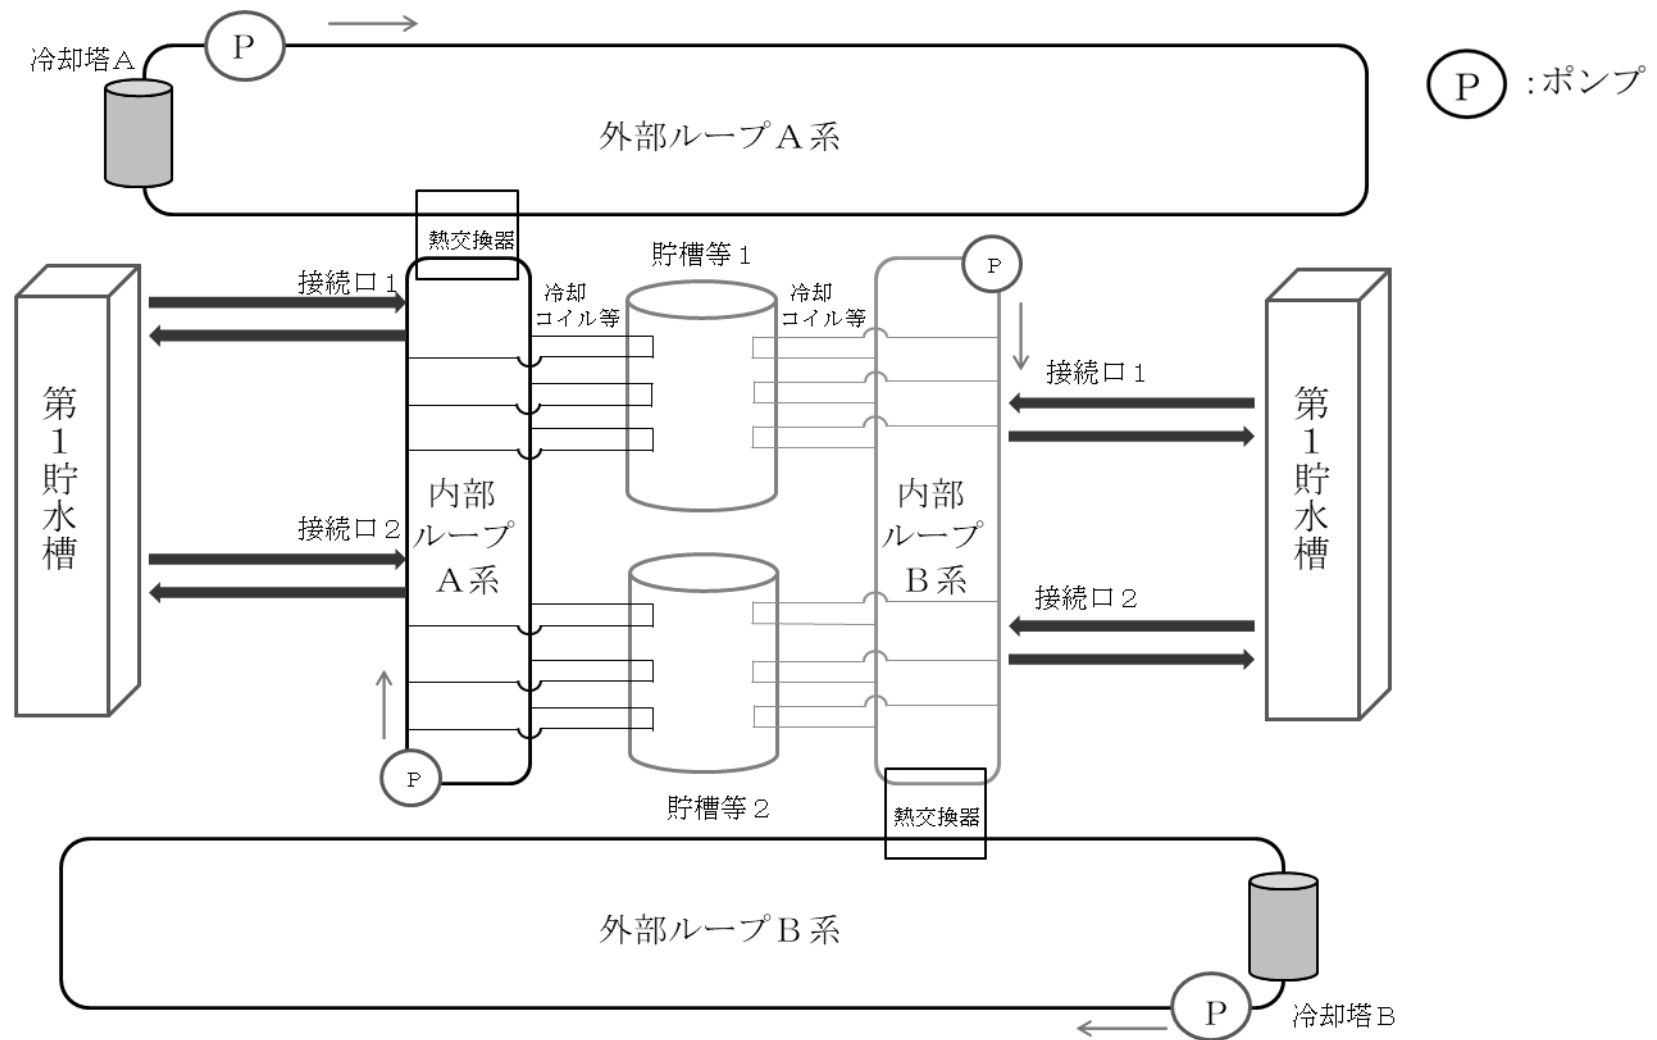 冷却塔A
P
P :ポンプ
外部ループA系
熱交換器
貯槽等1
P
接続口1
冷却
コイル等
冷却
コイル等
接続口1
第1貯水槽
第1貯水槽
内部
ループ
A系
内部
ループ
B系
接続口2
接続口2
P
貯槽等2
熱交換器
外部ループB系
P
冷却塔B